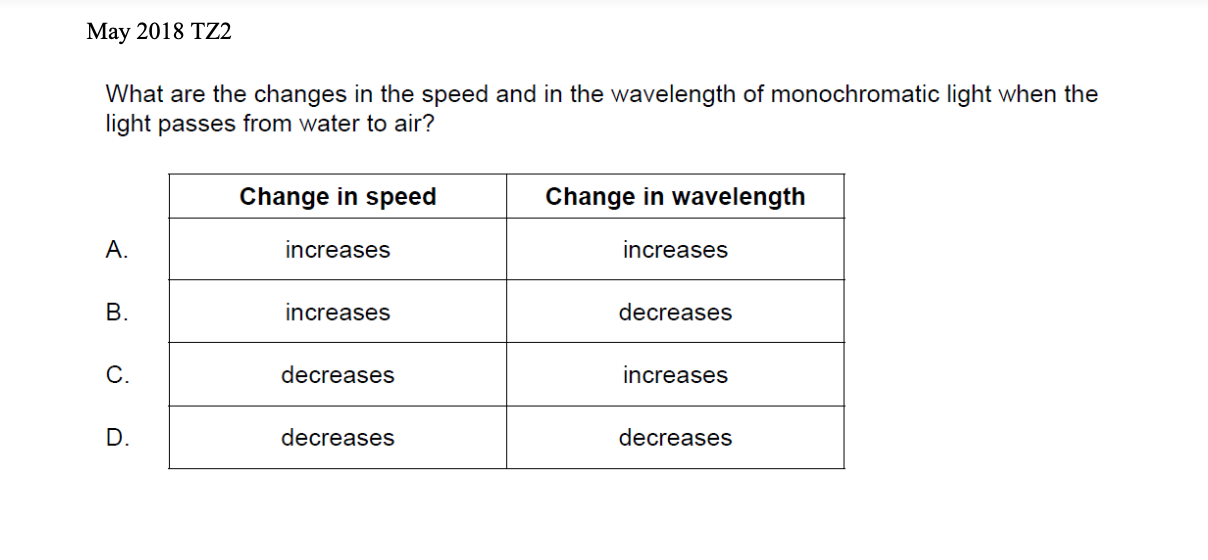 May 2018 TZ2
What are the changes in the speed and in the wavelength of monochromatic light when the
light passes from water to air?
Change in speed Change in wavelength
A. increases increases
B. increases decreases
C. decreases increases
D. decreases decreases